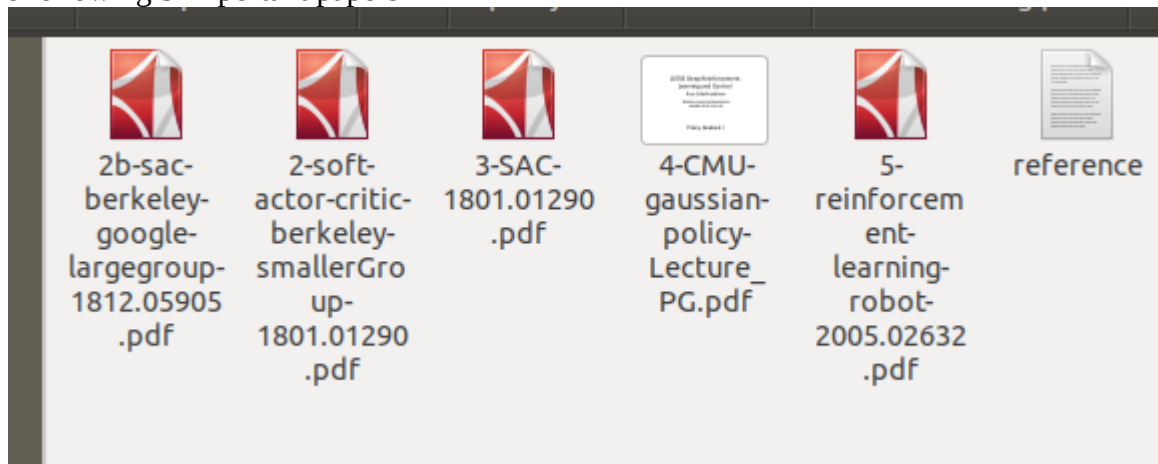 2b-sac-
berkeley-
google-
largegroup-
1812.05905
.pdf
2-soft-
actor-critic-
berkeley-
smallerGro
up-
1801.01290
.pdf
3-SAC-
1801.01290
.pdf
4-CMU-
gaussian-
policy-
Lecture_
PG.pdf
5-
reinforcem
ent-
learning-
robot-
2005.02632
.pdf
reference